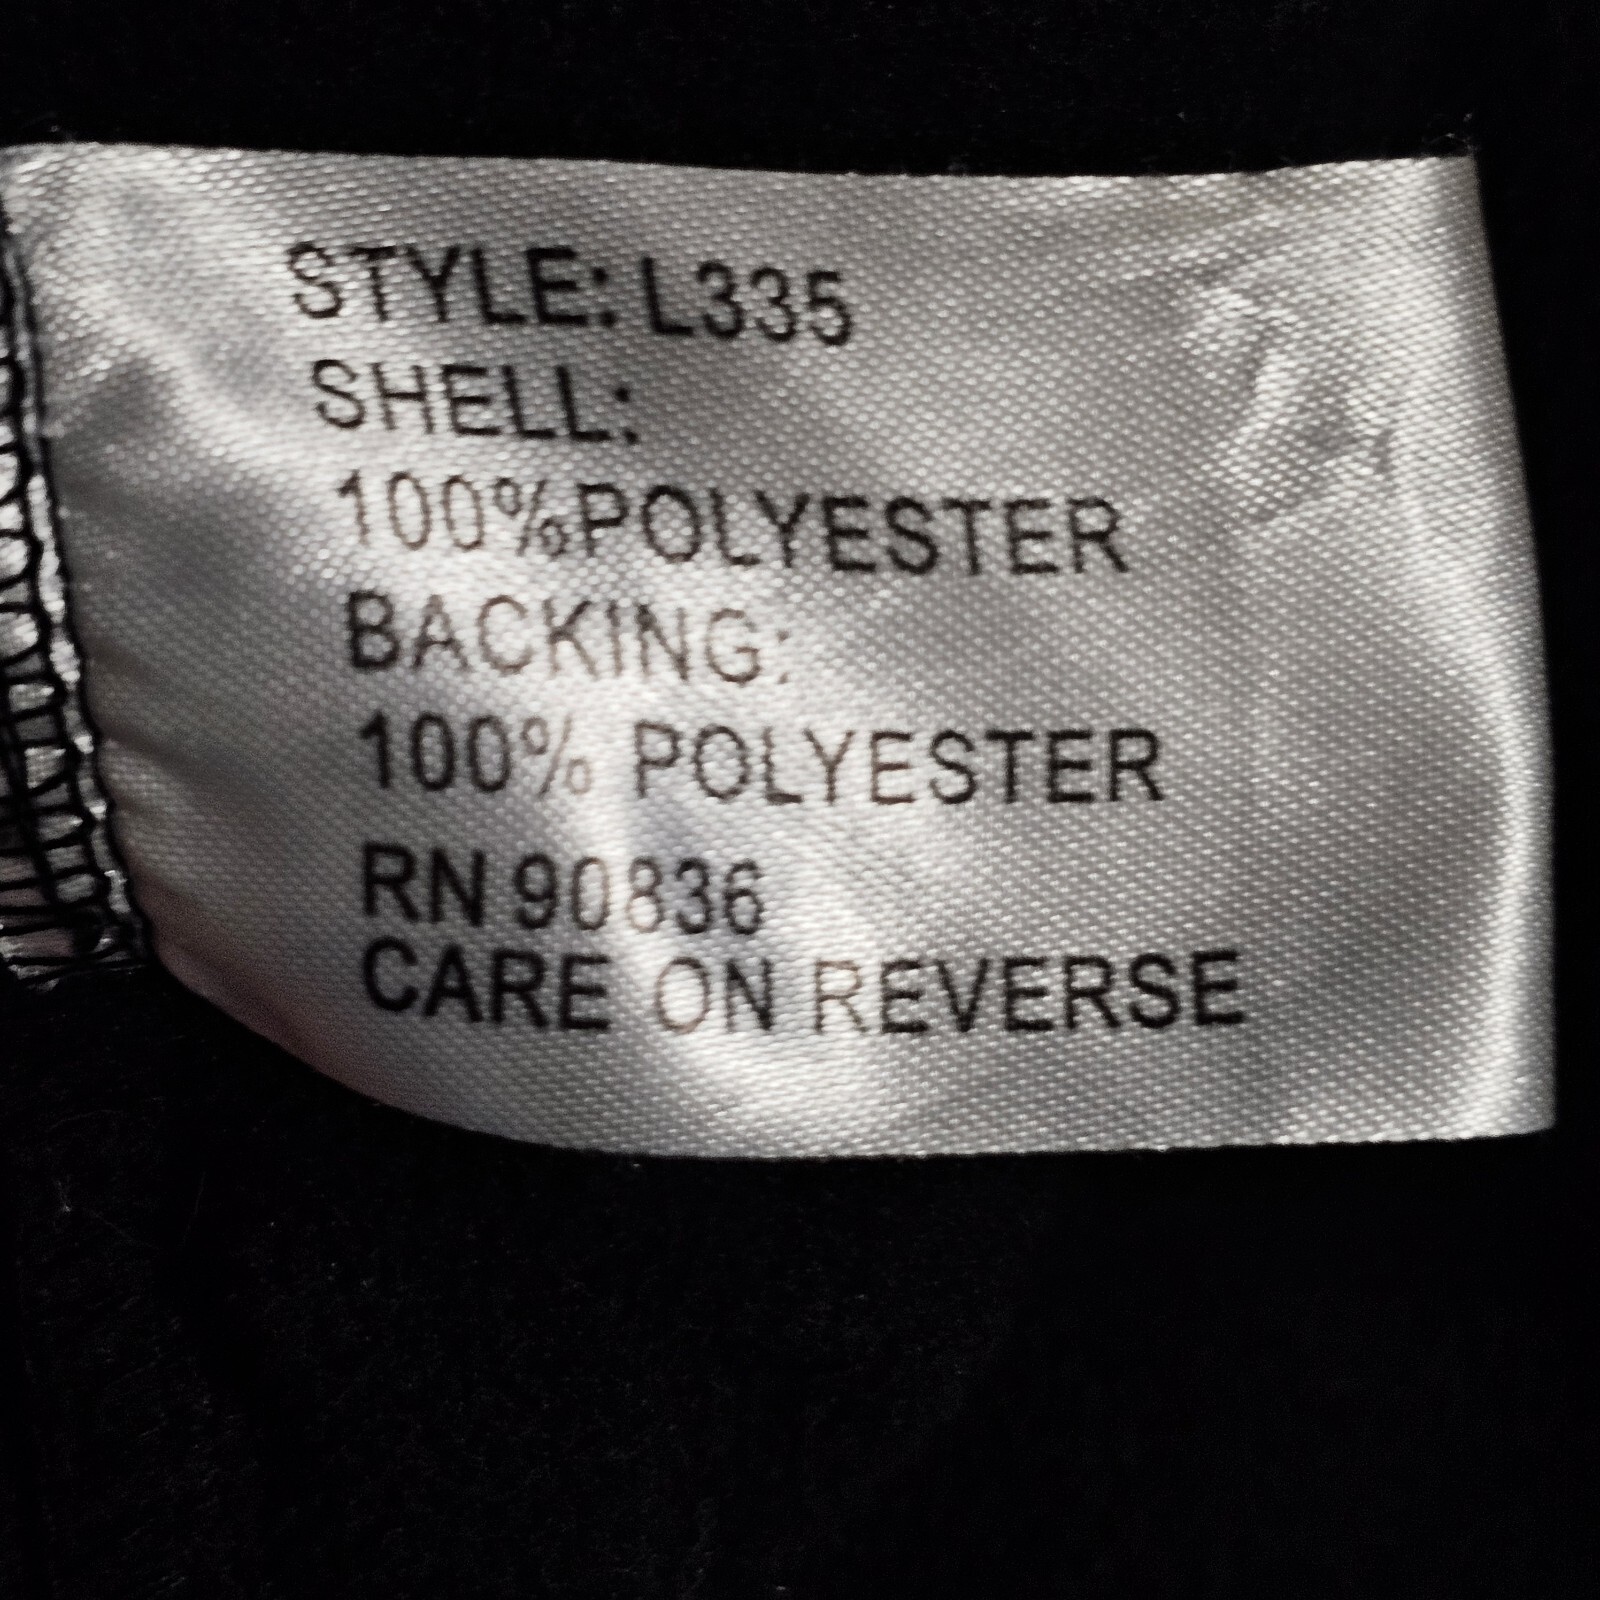 STYLE: L335
SHELL:
100%POLYESTER
BACKING:
100% POLYESTER
RN 90836
CARE ON REVERSE